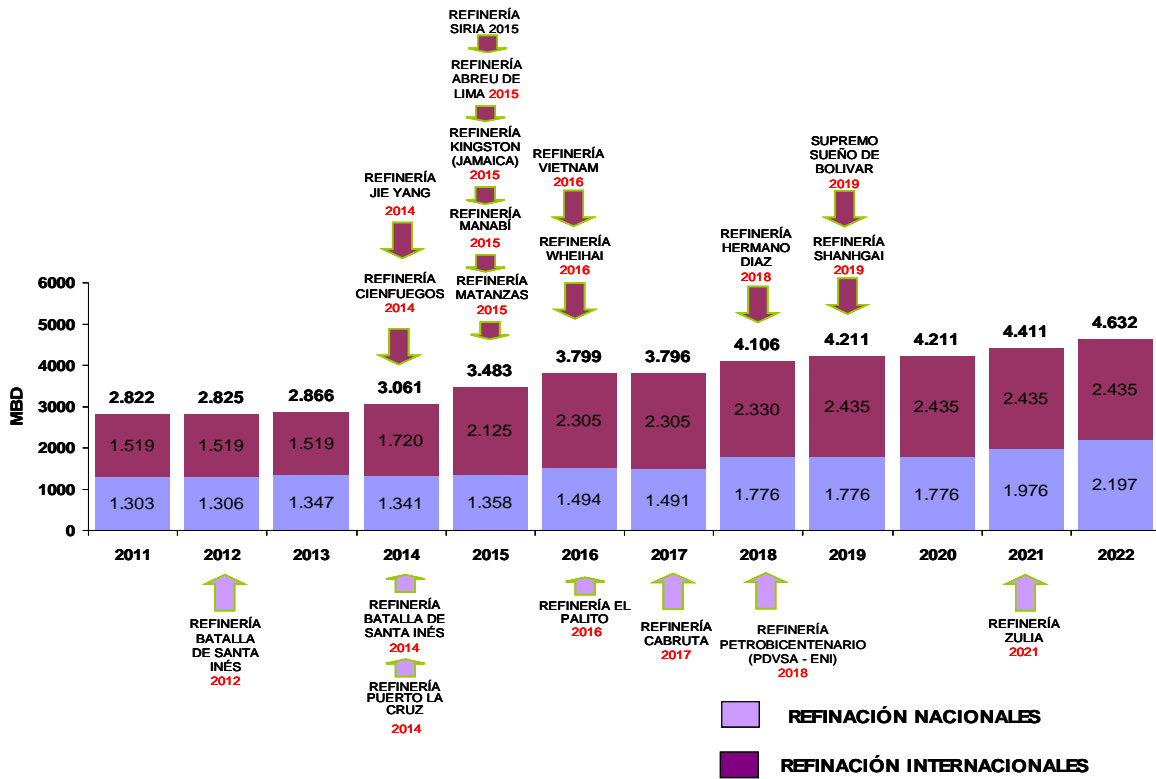 REFINERÍA
SIRIA 2015
REFINERÍA
ABREU DE
LIMA 2015
REFINERÍA
KINGSTON
(JAMAICA)
2015
REFINERÍA
MANABÍ
2015
REFINERÍA
MATANZAS
2015
REFINERÍA
JIE YANG
2014
REFINERÍA
CIENFUEGOS
2014
REFINERÍA
VIETNAM
2016
REFINERÍA
WHEIHAI
2016
REFINERÍA
HERMANO
DIAZ
2018
SUPREMO
SUEÑO DE
BOLIVAR
2019
REFINERÍA
SHANHGAI
2019
MBD
6000
5000
4000
3000
2000
1000
0
2.822
2.825
2.866
3.061
3.483
3.799
3.796
4.106
4.211
4.211
4.411
4.632
1.519
1.519
1.519
1.720
2.125
2.305
2.305
2.330
2.435
2.435
2.435
2.435
1.303
1.306
1.347
1.341
1.358
1.494
1.491
1.776
1.776
1.776
1.976
2.197
2011
2012
2013
2014
2015
2016
2017
2018
2019
2020
2021
2022
REFINERÍA
BATALLA
DE SANTA
INÉS
2012
REFINERÍA
BATALLA DE
SANTA INÉS
2014
REFINERÍA
PUERTO LA
CRUZ
2014
REFINERÍA EL
PALITO
2016
REFINERÍA
CABRUTA
2017
REFINERÍA
PETROBICENTENARIO
(PDVSA - ENI)
2018
REFINERÍA
ZULIA
2021
REFINACIÓN NACIONALES
REFINACIÓN INTERNACIONALES